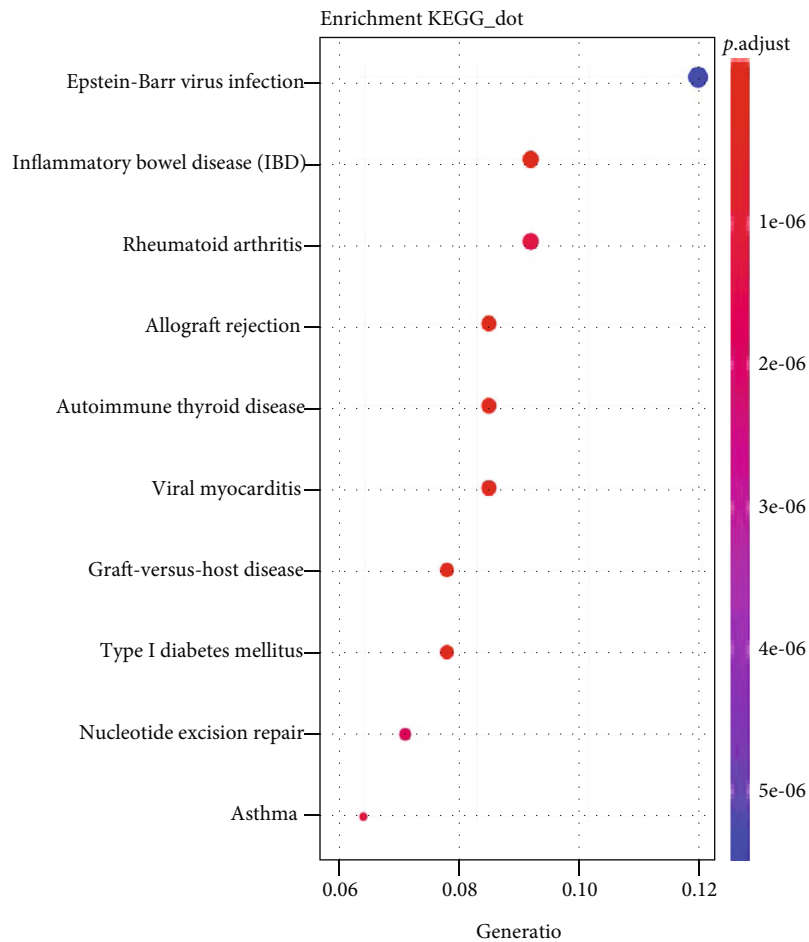 Enrichment KEGG_dot
p.adjust
Epstein-Barr virus infection
Inflammatory bowel disease (IBD)
Rheumatoid arthritis
Allograft rejection
Autoimmune thyroid disease
Viral myocarditis
Graft-versus-host disease
Type I diabetes mellitus
Nucleotide excision repair
Asthma
1e-06
2e-06
3e-06
4e-06
5e-06
0.06 0.08 0.10 0.12
Generatio